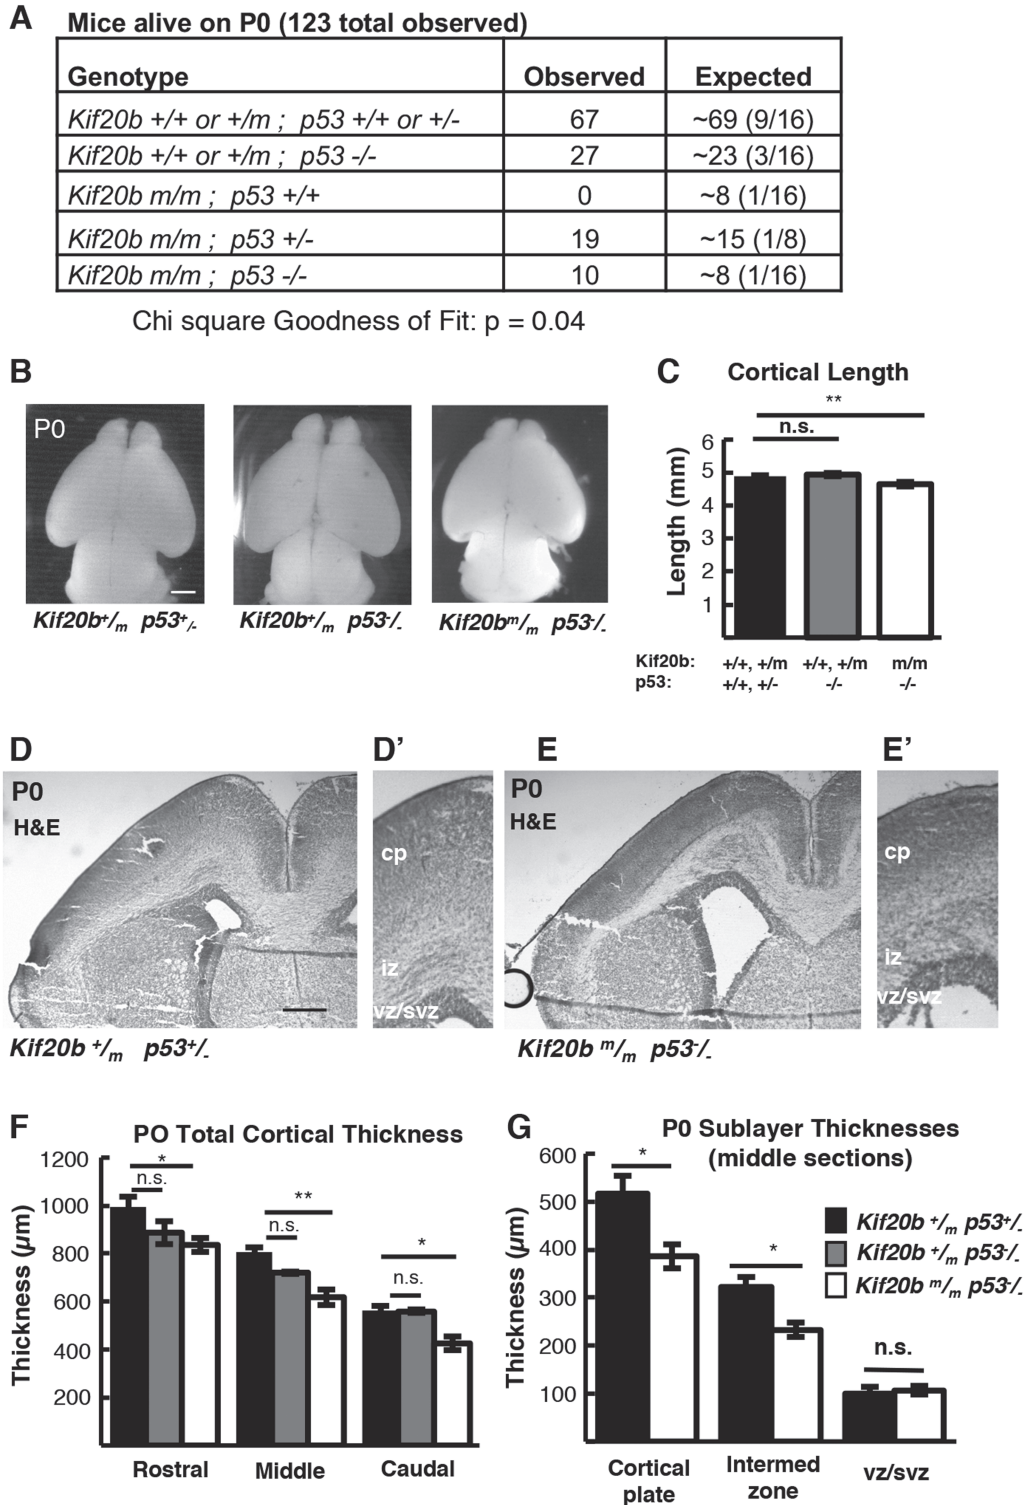 A
Mice alive on P0 (123 total observed)
Genotype Observed Expected
Kif20b +/+ or +/m ; p53 +/+ or +/- 67 ~69 (9/16)
Kif20b +/+ or +/m ; p53 -/- 27 ~23 (3/16)
Kif20b m/m ; p53 +/+ 0 ~8 (1/16)
Kif20b m/m ; p53 +/- 19 ~15 (1/8)
Kif20b m/m ; p53 -/- 10 ~8 (1/16)
Chi square Goodness of Fit: p = 0.04
B
P0
Kif20b+/m p53+/-
Kif20b+/m p53-/-
Kif20bm/m p53-/-
C
Cortical Length
**
n.s.
Length (mm)
6
5
4
3
2
1
Kif20b: +/+, +/m +/+, +/m m/m
p53: +/+, +/- -/- -/-
D
P0
H&E
Kif20b +/m p53+/-
D’
cp
iz
vz/svz
E
P0
H&E
Kif20b m/m p53-/-
E’
cp
iz
vz/svz
F
PO Total Cortical Thickness
Thickness (µm)
1200
1000
800
600
400
200
*
n.s.
**
n.s.
*
n.s.
Rostral Middle Caudal
G
P0 Sublayer Thicknesses
(middle sections)
Thickness (µm)
600
500
400
300
200
100
*
*
n.s.
Kif20b +/m p53+/-
Kif20b +/m p53-/-
Kif20b m/m p53-/-
Cortical
plate
Intermed
zone
vz/svz